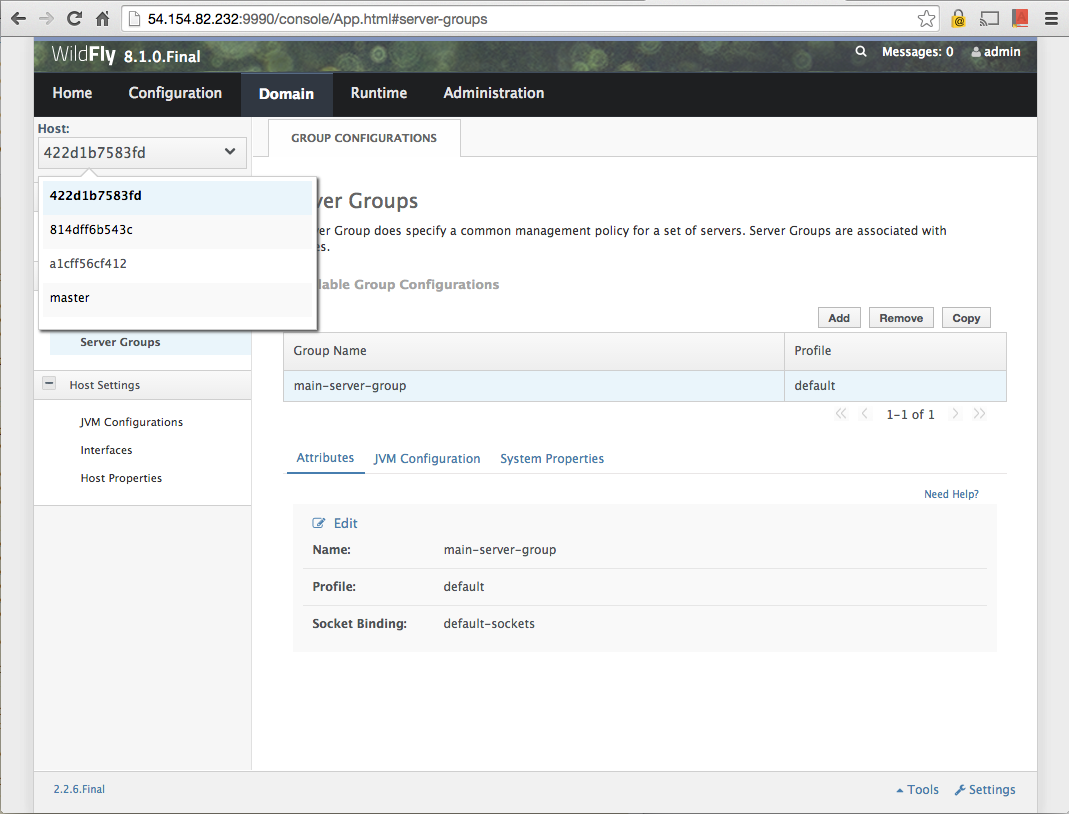 54.154.82.232:9990/console/App.html#server-groups
WildFly 8.1.0.Final
Messages: 0
admin
Home Configuration Domain Runtime Administration
Host:
422d1b7583fd
GROUP CONFIGURATIONS
422d1b7583fd
814dff6b543c
a1cff56cf412
master
ver Groups
er Group does specify a common management policy for a set of servers. Server Groups are associated with
es.
lable Group Configurations
Add Remove Copy
Server Groups
Group Name Profile
main-server-group default
1-1 of 1
Host Settings
JVM Configurations
Interfaces
Host Properties
Attributes JVM Configuration System Properties
Need Help?
Edit
Name: main-server-group
Profile: default
Socket Binding: default-sockets
2.2.6.Final
Tools Settings